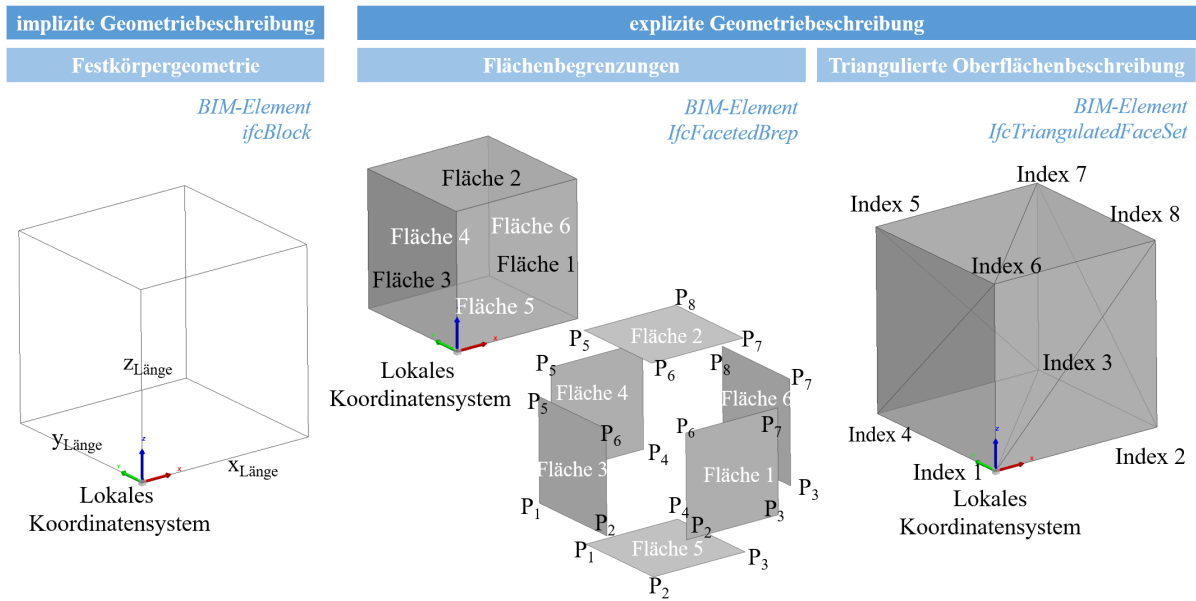 implizite Geometriebeschreibung
explizite Geometriebeschreibung
Festkörpergeometrie
Flächenbegrenzungen
Triangulierte Oberflächenbeschreibung
BIM-Element
ifcBlock
BIM-Element
IfcFacetedBrep
BIM-Element
IfcTriangulatedFaceSet
zLänge
yLänge
xLänge
z
y
x
Lokales
Koordinatensystem
Fläche 2
Fläche 4
Fläche 6
Fläche 3
Fläche 1
Fläche 5
x
Lokales
Koordinatensystem
P8
P5
Fläche 2
P7
P6
P5
Fläche 4
P4
P8
P7
Fläche 6
P3
P5
P6
Fläche 3
P1
P2
P6
P7
Fläche 1
P2
P3
P4
P1
Fläche 5
P3
P2
Index 7
Index 5
Index 8
Index 6
Index 3
Index 4
Index 2
Index 1
z
x
Lokales
Koordinatensystem